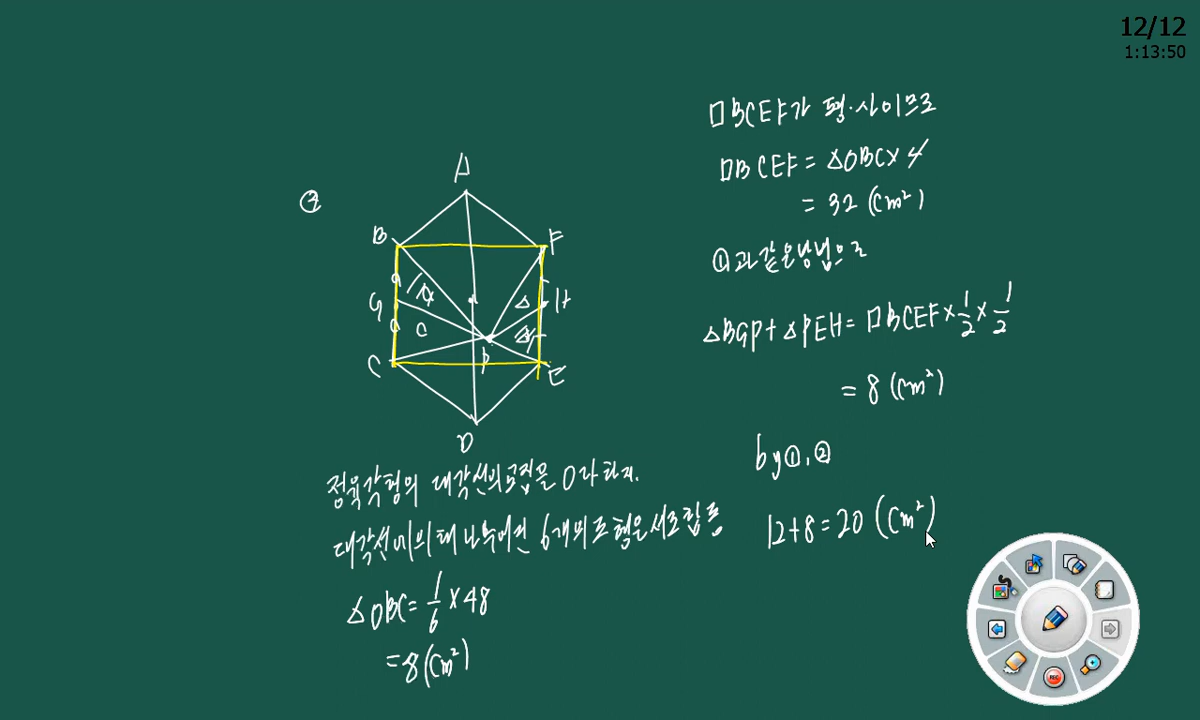 12/12
1:13:50
②
A
B
F
G
H
C
P
E
D
정육각형의 대각선의 교점을 O라 하자.
대각선에 의해 나누어진 6개의 도형은 서로 합동
△OBC = 1/6 × 48
= 8 (cm²)
□BCEF가 평·사이므로
□BCEF = △OBC × 4
= 32 (cm²)
①과 같은 방법으로
△BGP + △PEH = □BCEF × 1/2 × 1/2
= 8 (cm²)
by ①, ②
12+8 = 20 (cm²)
REC